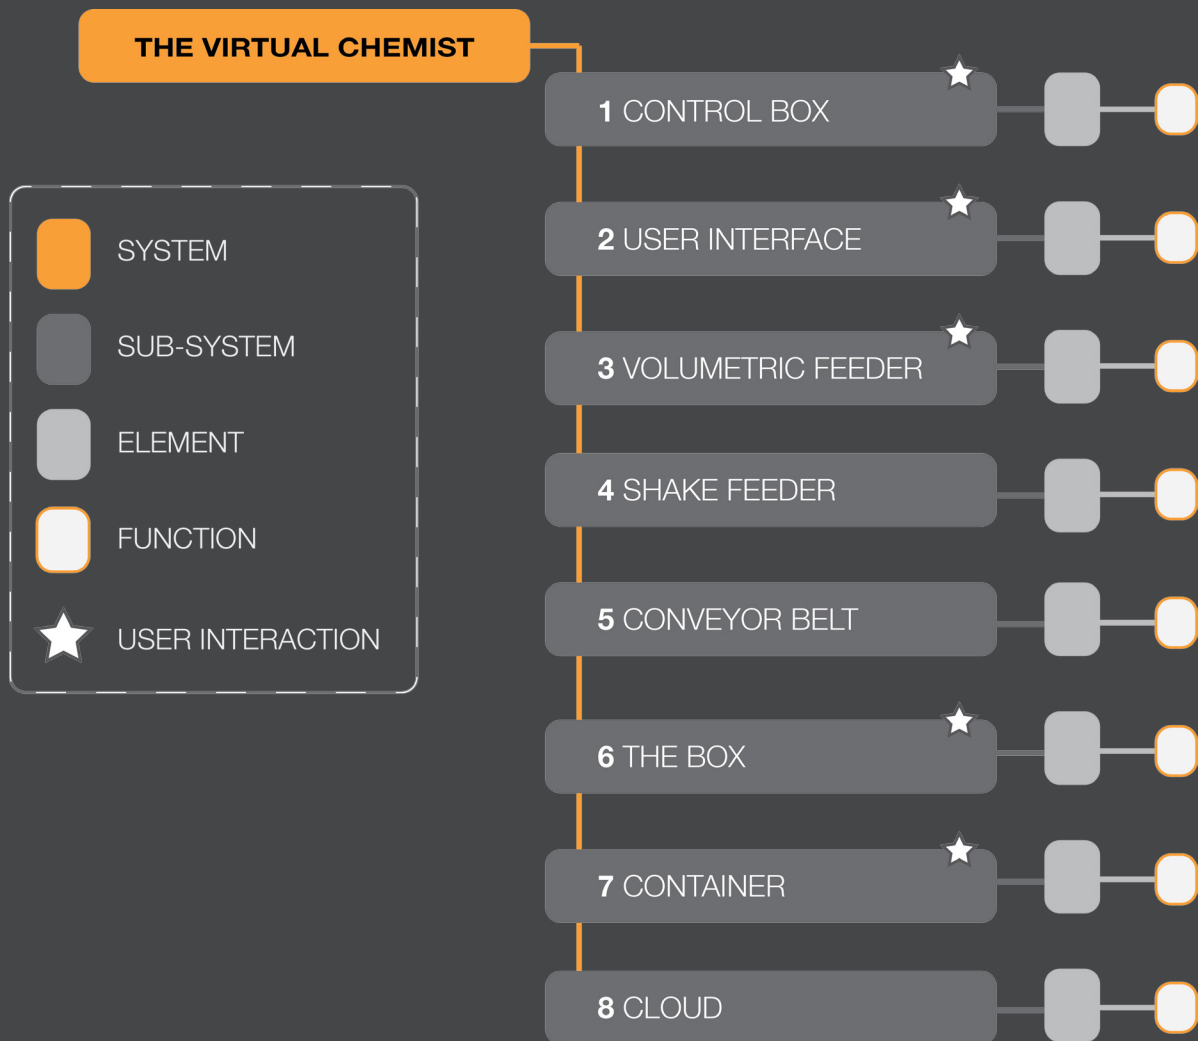 THE VIRTUAL CHEMIST
SYSTEM
SUB-SYSTEM
ELEMENT
FUNCTION
USER INTERACTION
1 CONTROL BOX
2 USER INTERFACE
3 VOLUMETRIC FEEDER
4 SHAKE FEEDER
5 CONVEYOR BELT
6 THE BOX
7 CONTAINER
8 CLOUD